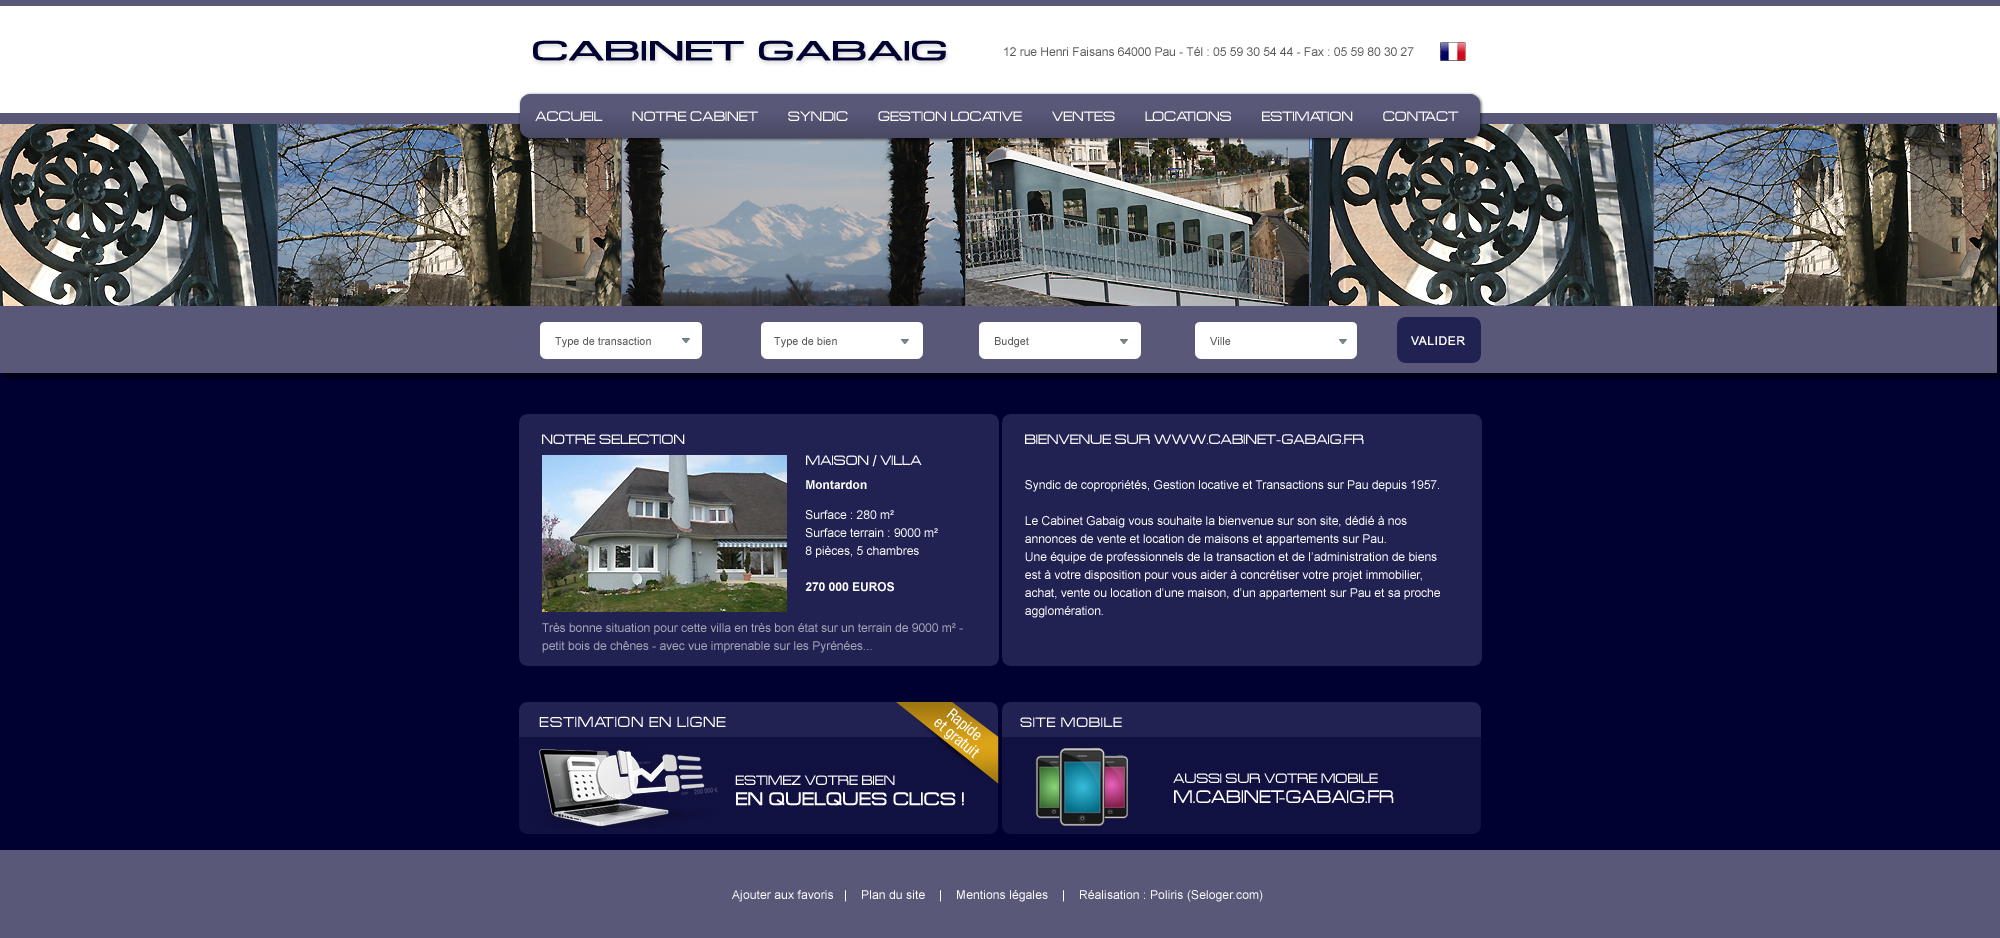 CABINET GABAIG
12 rue Henri Faisans 64000 Pau - Tél : 05 59 30 54 44 - Fax : 05 59 80 30 27
ACCUEIL
NOTRE CABINET
SYNDIC
GESTION LOCATIVE
VENTES
LOCATIONS
ESTIMATION
CONTACT
Type de transaction
Type de bien
Budget
Ville
VALIDER
NOTRE SELECTION
MAISON / VILLA
Montardon
Surface : 280 m²
Surface terrain : 9000 m²
8 pièces, 5 chambres
270 000 EUROS
Très bonne situation pour cette villa en très bon état sur un terrain de 9000 m² -
petit bois de chênes - avec vue imprenable sur les Pyrénées...
BIENVENUE SUR WWW.CABINET-GABAIG.FR
Syndic de copropriétés, Gestion locative et Transactions sur Pau depuis 1957.
Le Cabinet Gabaig vous souhaite la bienvenue sur son site, dédié à nos
annonces de vente et location de maisons et appartements sur Pau.
Une équipe de professionnels de la transaction et de l'administration de biens
est à votre disposition pour vous aider à concrétiser votre projet immobilier,
achat, vente ou location d'une maison, d'un appartement sur Pau et sa proche
agglomération.
ESTIMATION EN LIGNE
Rapide
et gratuit
ESTIMEZ VOTRE BIEN
EN QUELQUES CLICS !
SITE MOBILE
AUSSI SUR VOTRE MOBILE
M.CABINET-GABAIG.FR
Ajouter aux favoris | Plan du site | Mentions légales | Réalisation : Poliris (Seloger.com)